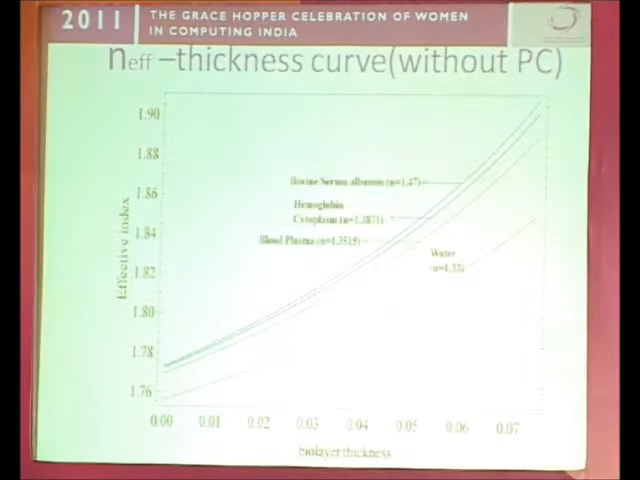 2011
THE GRACE HOPPER CELEBRATION OF WOMEN
IN COMPUTING INDIA
neff –thickness curve(without PC)
1.90
1.88
1.86
1.84
1.82
1.80
1.78
1.76
Effective index
Bovine Serum albumin (n=1.47)
Hemoglobin
Cytoplasm (n=1.3871)
Blood Plasma (n=1.3515)
Water
(n=1.33)
0.00 0.01 0.02 0.03 0.04 0.05 0.06 0.07
biolayer thickness